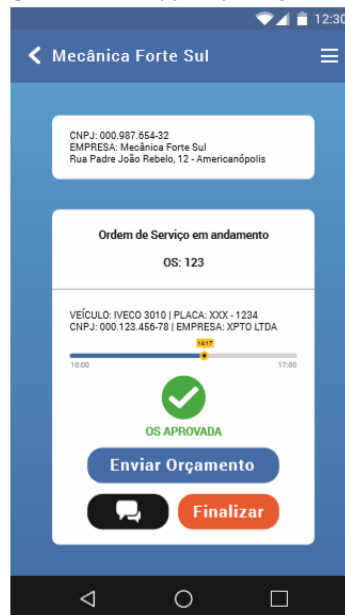 12:30
Mecânica Forte Sul
CNPJ: 000.987.654-32
EMPRESA: Mecânica Forte Sul
Rua Padre João Rebelo, 12 - Americanópolis
Ordem de Serviço em andamento
OS: 123
VEÍCULO: IVECO 3010 | PLACA: XXX - 1234
CNPJ: 000.123.456-78 | EMPRESA: XPTO LTDA
14:17
10:00 17:00
OS APROVADA
Enviar Orçamento
Finalizar